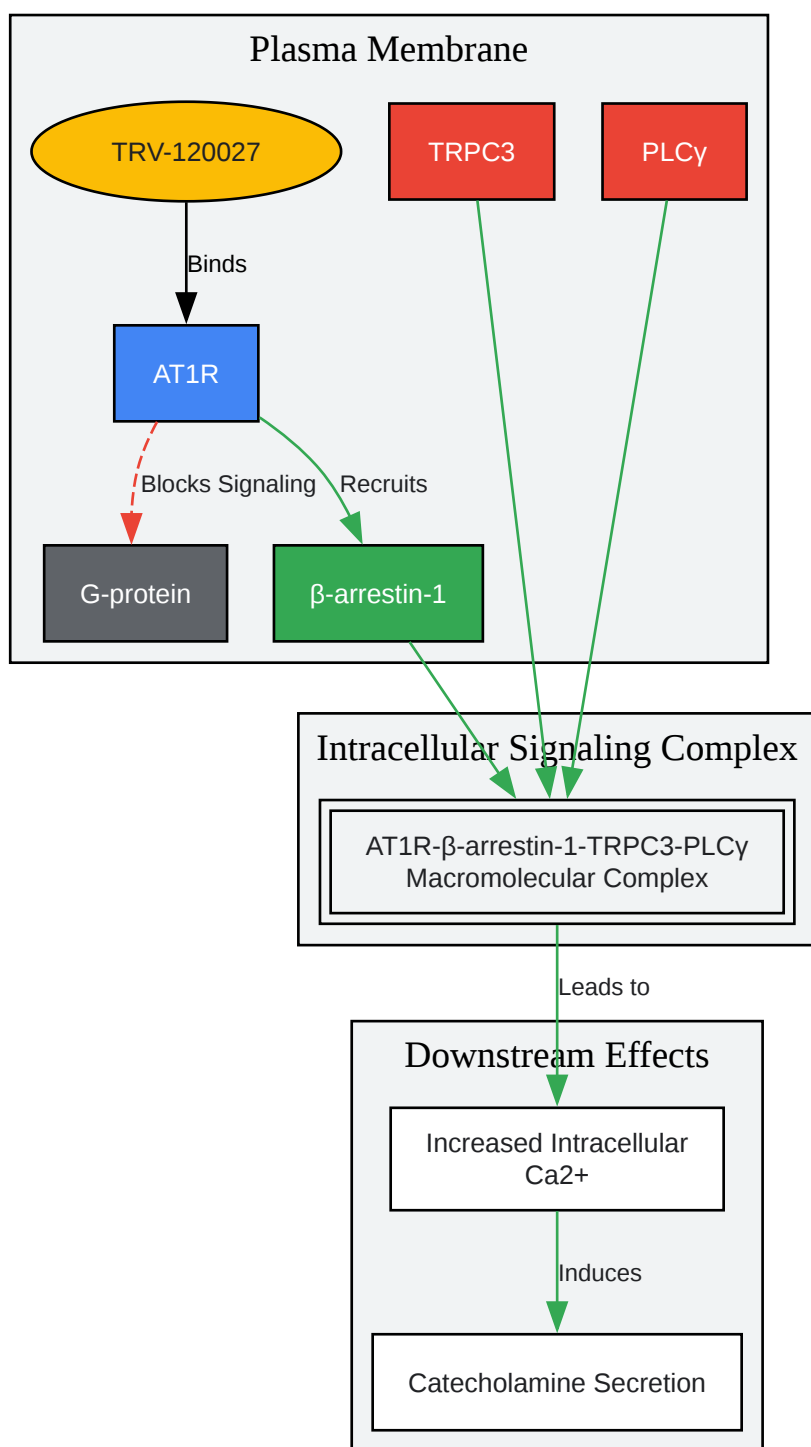 Plasma Membrane
TRV-120027
TRPC3
PLCγ
Binds
AT1R
Blocks Signaling
Recruits
G-protein
β-arrestin-1
Intracellular Signaling Complex
AT1R-β-arrestin-1-TRPC3-PLCγ
Macromolecular Complex
Leads to
Downstream Effects
Increased Intracellular
Ca2+
Induces
Catecholamine Secretion